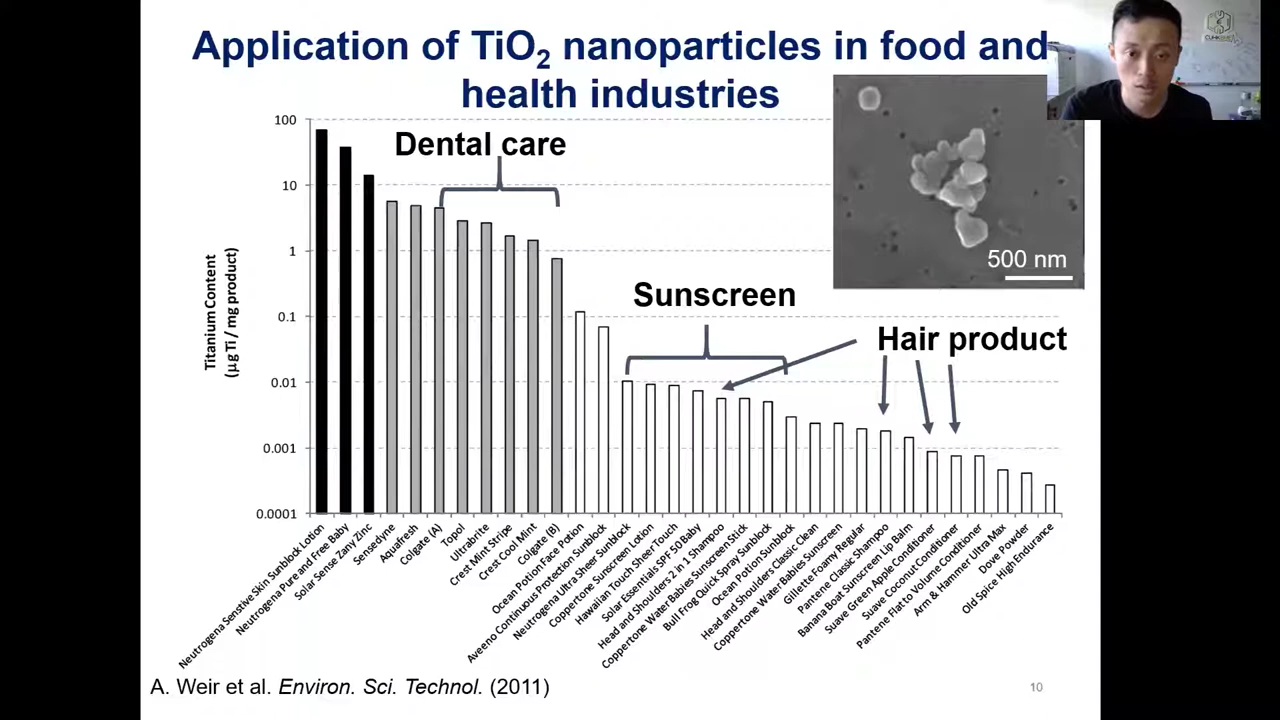 Application of TiO₂ nanoparticles in food and
health industries
Dental care
Sunscreen
Hair product
500 nm
Titanium Content
(μg Ti / mg product)
100
10
1
0.1
0.01
0.001
0.0001
Neutrogena Senstive Skin Sunblock Lotion
Neutrogena Pure and Free Baby
Solar Sense Zany Zinc
Sensedyne
Aquafresh
Colgate (A)
Topol
Ultrabrite
Crest Mint Stripe
Crest Cool Mint
Colgate (B)
Ocean Potion Face Potion
Aveeno Continuous Protection Sunblock
Neutrogena Ultra Sheer Sunblock
Coppertone Sunscreen Lotion
Hawaiian Touch Sheer Touch
Solar Essentials SPF 50 Baby
Head and Shoulders 2 in 1 Shampoo
Coppertone Water Babies Sunscreen Stick
Bull Frog Quick Spray Sunblock
Ocean Potion Sunblock
Head and Shoulders Classic Clean
Coppertone Water Babies Sunscreen
Gillette Foamy Regular
Pantene Classic Shampoo
Banana Boat Sunscreen Lip Balm
Suave Green Apple Conditioner
Suave Coconut Conditioner
Pantene Flat to Volume Conditioner
Arm & Hammer Ultra Max
Dove Powder
Old Spice High Endurance
A. Weir et al. Environ. Sci. Technol. (2011)
10